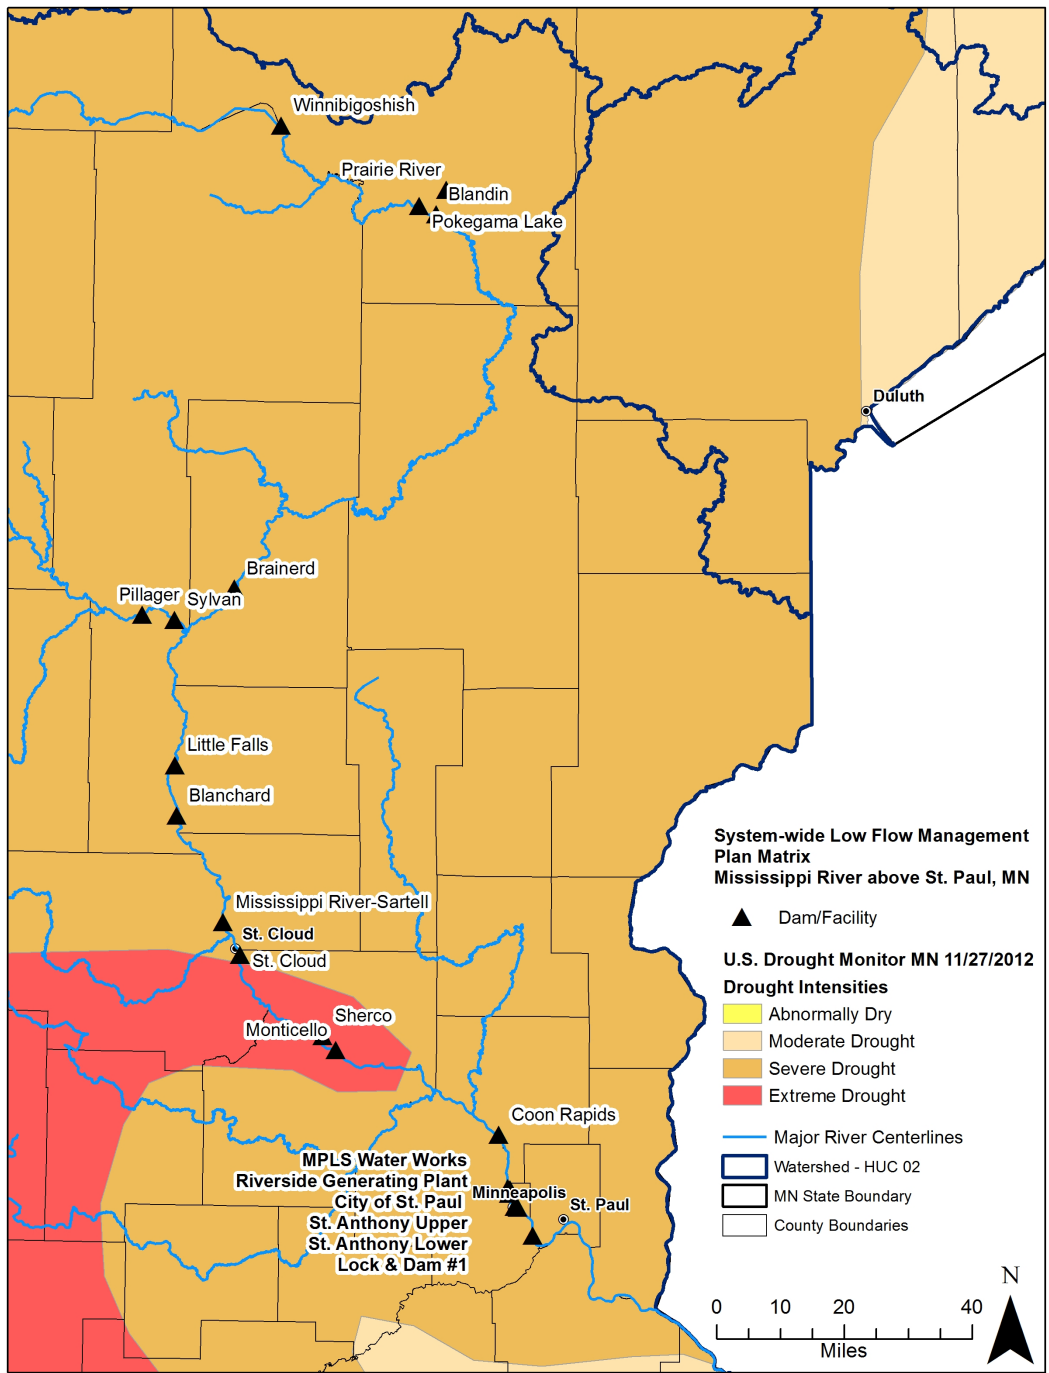 Winnibigoshish
Prairie River
Blandin
Pokegama Lake
Duluth
Brainerd
Pillager
Sylvan
Little Falls
Blanchard
System-wide Low Flow Management
Plan Matrix
Mississippi River above St. Paul, MN
Dam/Facility
Mississippi River-Sartell
St. Cloud
St. Cloud
U.S. Drought Monitor MN 11/27/2012
Drought Intensities
Abnormally Dry
Moderate Drought
Severe Drought
Extreme Drought
Sherco
Monticello
Coon Rapids
Major River Centerlines
Watershed - HUC 02
MN State Boundary
County Boundaries
MPLS Water Works
Riverside Generating Plant
City of St. Paul
St. Anthony Upper
St. Anthony Lower
Lock & Dam #1
Minneapolis
St. Paul
N
0 10 20 40
Miles